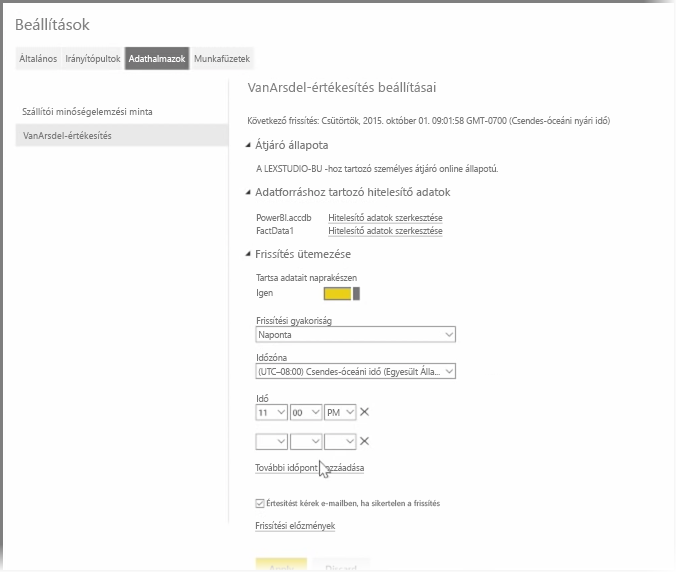 Beállítások
Általános Irányítópultok Adathalmazok Munkafüzetek
Szállítói minőségelemzési minta
VanArsdel-értékesítés
VanArsdel-értékesítés beállításai
Következő frissítés: Csütörtök, 2015. október 01. 09:01:58 GMT-0700 (Csendes-óceáni nyári idő)
Átjáró állapota
A LEXSTUDIO-BU -hoz tartozó személyes átjáró online állapotú.
Adatforráshoz tartozó hitelesítő adatok
PowerBI.accdb Hitelesítő adatok szerkesztése
FactData1 Hitelesítő adatok szerkesztése
Frissítés ütemezése
Tartsa adatait naprakészen
Igen
Frissítési gyakoriság
Naponta
Időzóna
(UTC–08:00) Csendes-óceáni idő (Egyesült Álla...
Idő
11 00 PM
További időpont hozzáadása
Értesítést kérek e-mailben, ha sikertelen a frissítés
Frissítési előzmények
Apply Discard